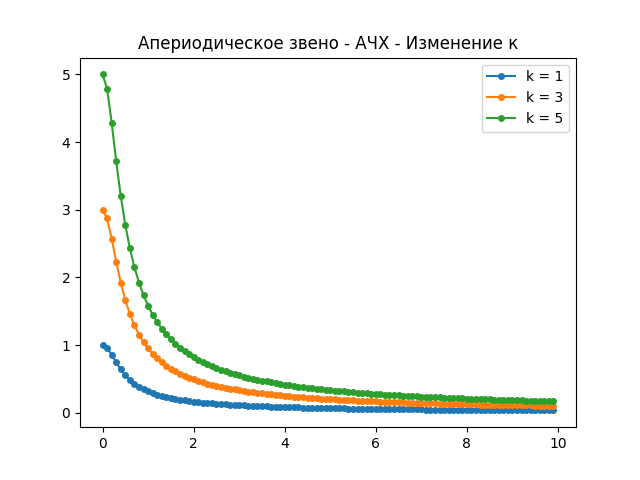 Апериодическое звено - АЧХ - Изменение к
k = 1
k = 3
k = 5
5
4
3
2
1
0
0 2 4 6 8 10